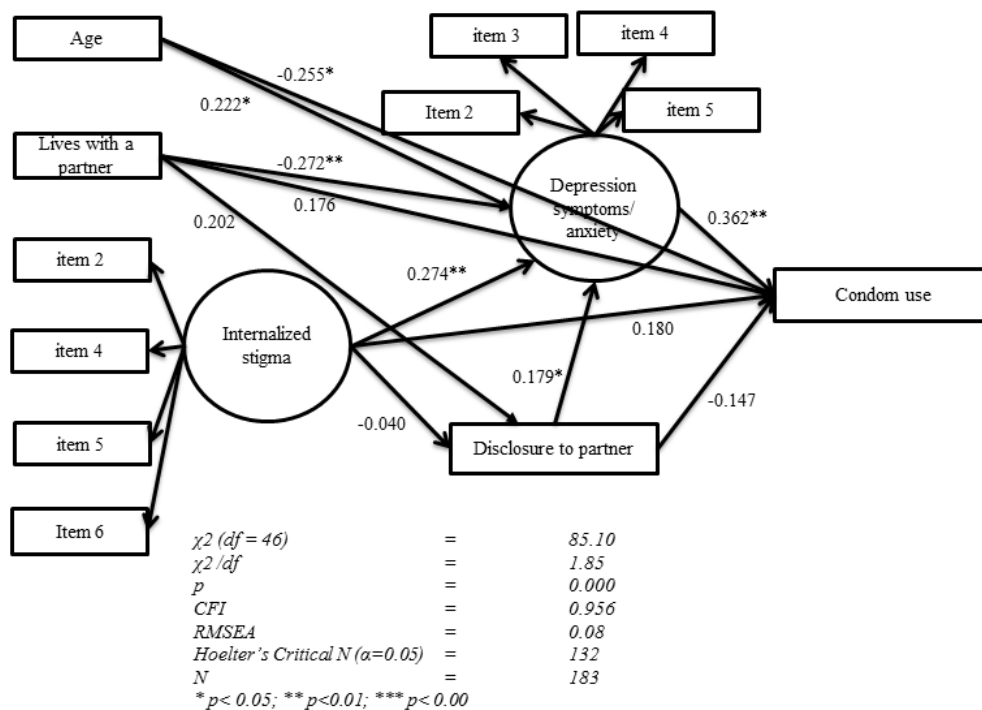 Age
item 3
item 4
-0.255*
0.222*
Item 2
item 5
Lives with a
partner
-0.272**
0.176
0.202
Depression
symptoms/
anxiety
0.362**
item 2
0.274**
Condom use
Internalized
stigma
0.180
item 4
0.179*
-0.147
-0.040
item 5
Disclosure to partner
Item 6
χ2 (df = 46) = 85.10
χ2 /df = 1.85
p = 0.000
CFI = 0.956
RMSEA = 0.08
Hoelter's Critical N (α=0.05) = 132
N = 183
* p< 0.05; ** p<0.01; *** p< 0.00